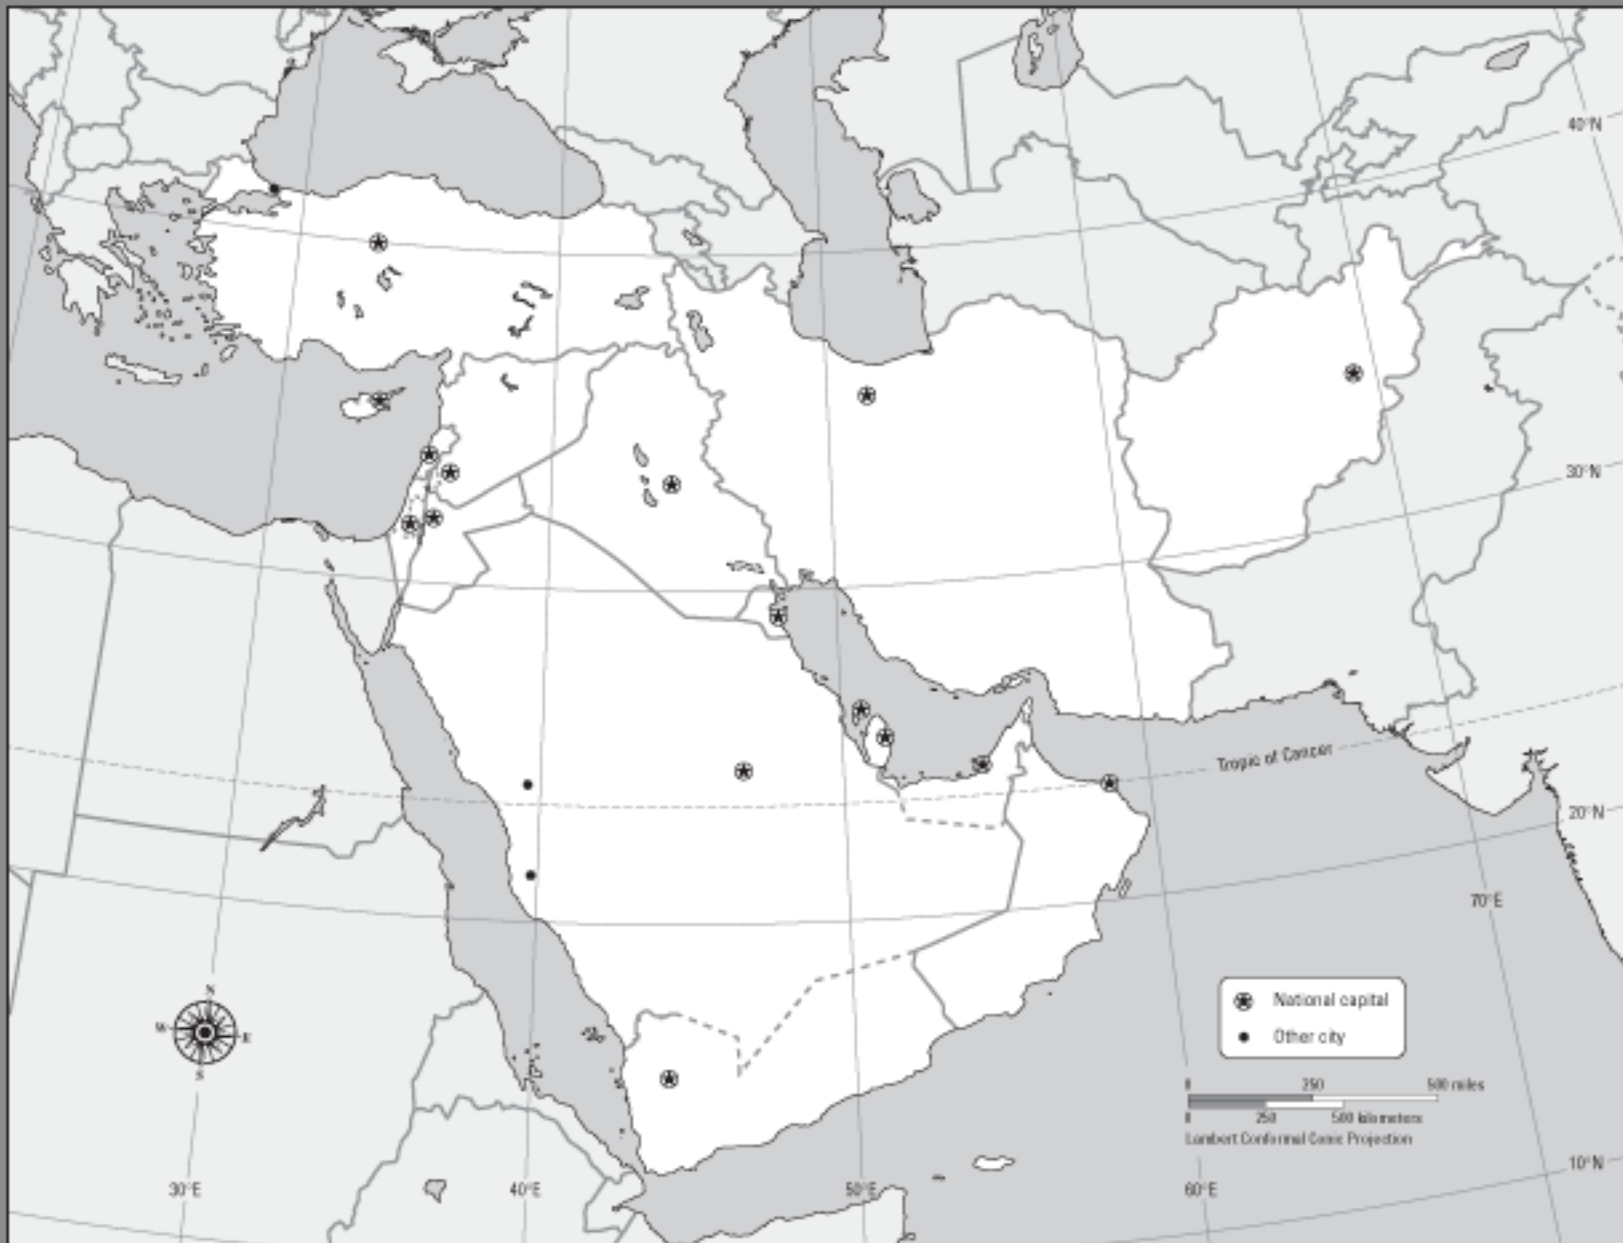 40°N
30°N
Tropic of Cancer
20°N
70°E
N
W
E
S
National capital
Other city
0 250 500 miles
0 250 500 kilometers
Lambert Conformal Conic Projection
10°N
30°E
40°E
50°E
60°E